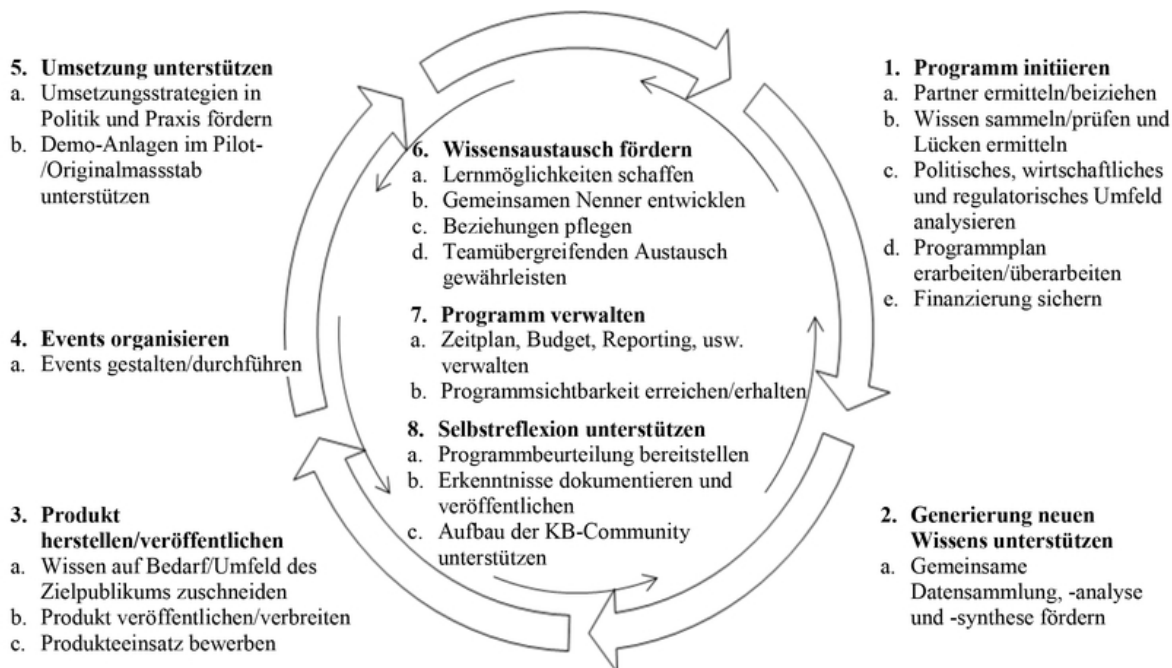 1. Programm initiieren
a. Partner ermitteln/beiziehen
b. Wissen sammeln/prüfen und
Lücken ermitteln
c. Politisches, wirtschaftliches
und regulatorisches Umfeld
analysieren
d. Programmplan
erarbeiten/überarbeiten
e. Finanzierung sichern
2. Generierung neuen
Wissens unterstützen
a. Gemeinsame
Datensammlung, -analyse
und -synthese fördern
3. Produkt
herstellen/veröffentlichen
a. Wissen auf Bedarf/Umfeld des
Zielpublikums zuschneiden
b. Produkt veröffentlichen/verbreiten
c. Produkteeinsatz bewerben
4. Events organisieren
a. Events gestalten/durchführen
5. Umsetzung unterstützen
a. Umsetzungsstrategien in
Politik und Praxis fördern
b. Demo-Anlagen im Pilot-
/Originalmassstab
unterstützen
6. Wissensaustausch fördern
a. Lernmöglichkeiten schaffen
b. Gemeinsamen Nenner entwicklen
c. Beziehungen pflegen
d. Teamübergreifenden Austausch
gewährleisten
7. Programm verwalten
a. Zeitplan, Budget, Reporting, usw.
verwalten
b. Programmsichtbarkeit erreichen/erhalten
8. Selbstreflexion unterstützen
a. Programmbeurteilung bereitstellen
b. Erkenntnisse dokumentieren und
veröffentlichen
c. Aufbau der KB-Community
unterstützen